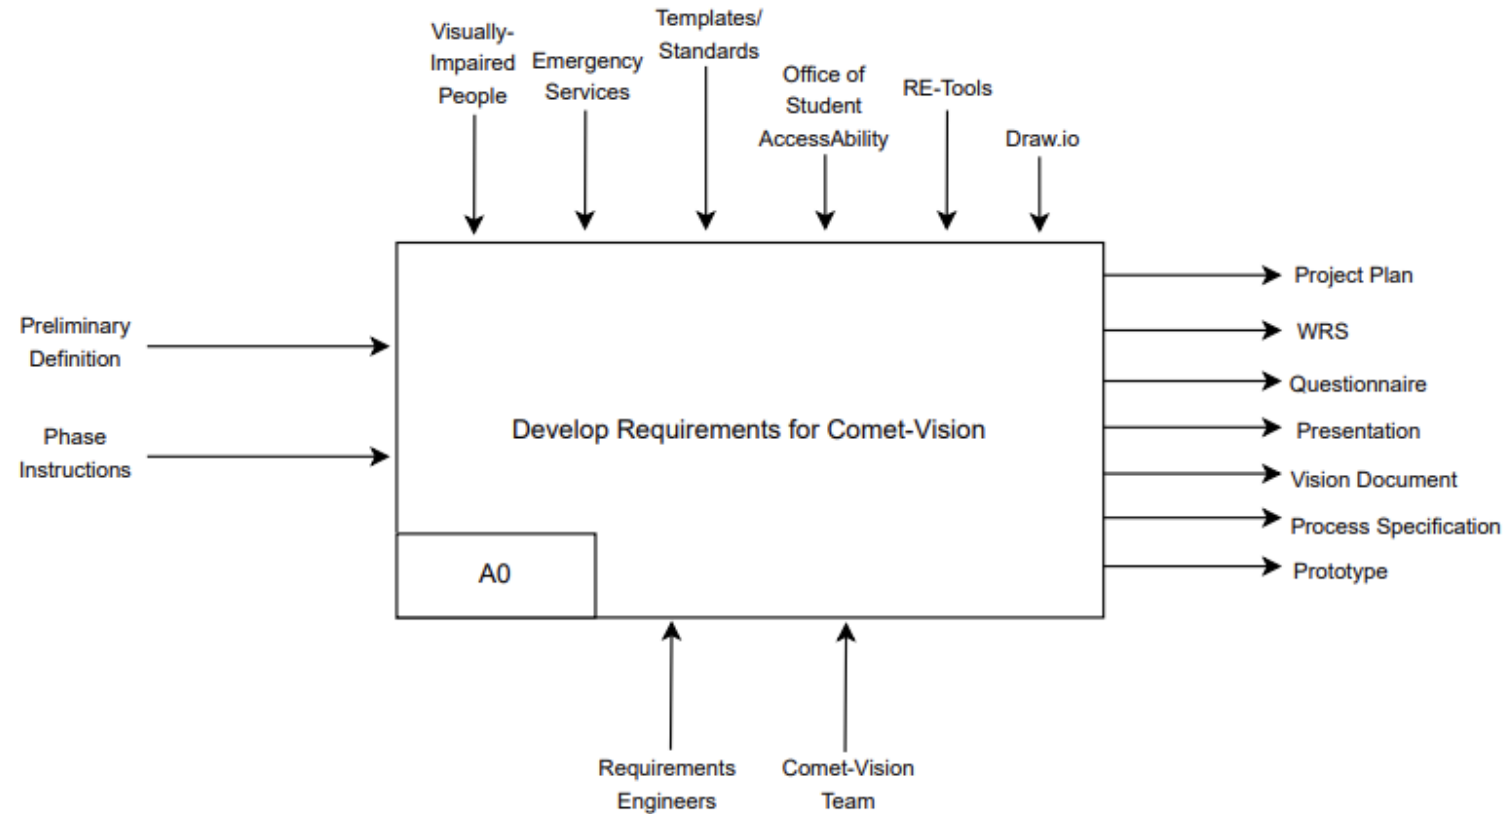 Visually-
Impaired
People
Emergency
Services
Templates/
Standards
Office of
Student
AccessAbility
RE-Tools
Draw.io
Preliminary
Definition
Phase
Instructions
Develop Requirements for Comet-Vision
A0
Project Plan
WRS
Questionnaire
Presentation
Vision Document
Process Specification
Prototype
Requirements
Engineers
Comet-Vision
Team